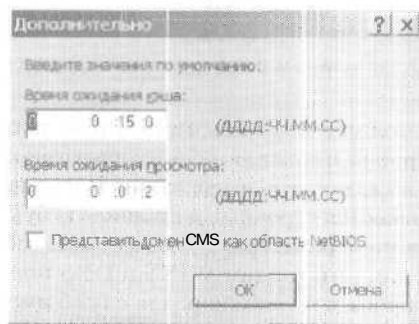 Дополнительно ? ×
Введите значения по умолчанию:
Время ожидания кэша:
0 :0 :15 :0 (ДДДД:ЧЧ.ММ.СС)
Время ожидания просмотра:
0 0 :0 :2 (ДДДД:ЧЧ.ММ.СС)
Представить домен CMS как область NetBIOS
OK Отмена